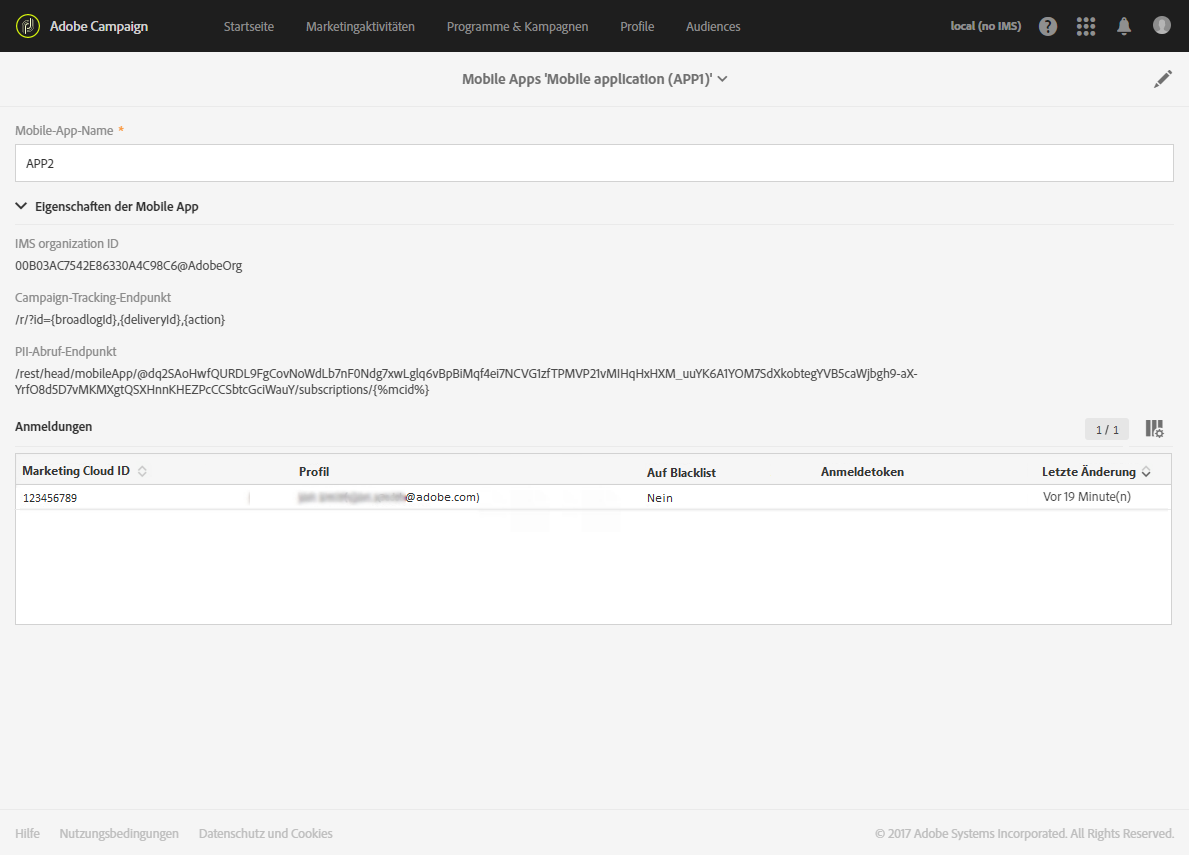 Adobe Campaign Startseite Marketingaktivitäten Programme & Kampagnen Profile Audiences local (no IMS) ?
Mobile Apps 'Mobile application (APP1)'
Mobile-App-Name *
APP2
Eigenschaften der Mobile App
IMS organization ID
00B03AC7542E86330A4C98C6@AdobeOrg
Campaign-Tracking-Endpunkt
/r/?id={broadlogId},{deliveryId},{action}
PII-Abruf-Endpunkt
/rest/head/mobileApp/@dq2SAoHwfQURDL9FgCovNoWdLb7nF0Ndg7xwLglq6vBpBiMqf4ei7NCVG1zfTPMVP21vMIHqHxHXM_uuYK6A1YOM7SdXkobtegYVB5caWjbgh9-aX-
YrfO8dSD7vMKMXgtQSXHnnKHEZPcCCSbtcGciWauY/subscriptions/{%mcid%}
Anmeldungen 1 / 1
Marketing Cloud ID Profil Auf Blacklist Anmeldetoken Letzte Änderung
123456789 @adobe.com) Nein Vor 19 Minute(n)
Hilfe Nutzungsbedingungen Datenschutz und Cookies © 2017 Adobe Systems Incorporated. All Rights Reserved.